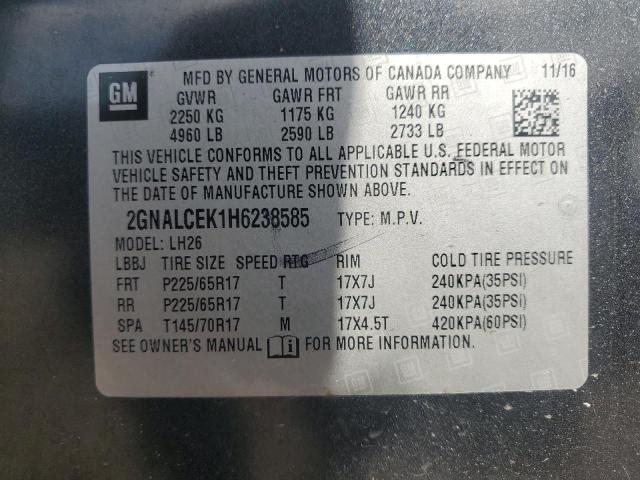 GM
MFD BY GENERAL MOTORS OF CANADA COMPANY 11/16
GVWR GAWR FRT GAWR RR
2250 KG 1175 KG 1240 KG
4960 LB 2590 LB 2733 LB
THIS VEHICLE CONFORMS TO ALL APPLICABLE U.S. FEDERAL MOTOR
VEHICLE SAFETY AND THEFT PREVENTION STANDARDS IN EFFECT ON
THE DATE OF MANUFACTURE SHOWN ABOVE.
2GNALCEK1H6238585 TYPE: M.P.V.
MODEL: LH26
LBBJ TIRE SIZE SPEED RTG RIM COLD TIRE PRESSURE
FRT P225/65R17 T 17X7J 240KPA(35PSI)
RR P225/65R17 T 17X7J 240KPA(35PSI)
SPA T145/70R17 M 17X4.5T 420KPA(60PSI)
SEE OWNER'S MANUAL FOR MORE INFORMATION.